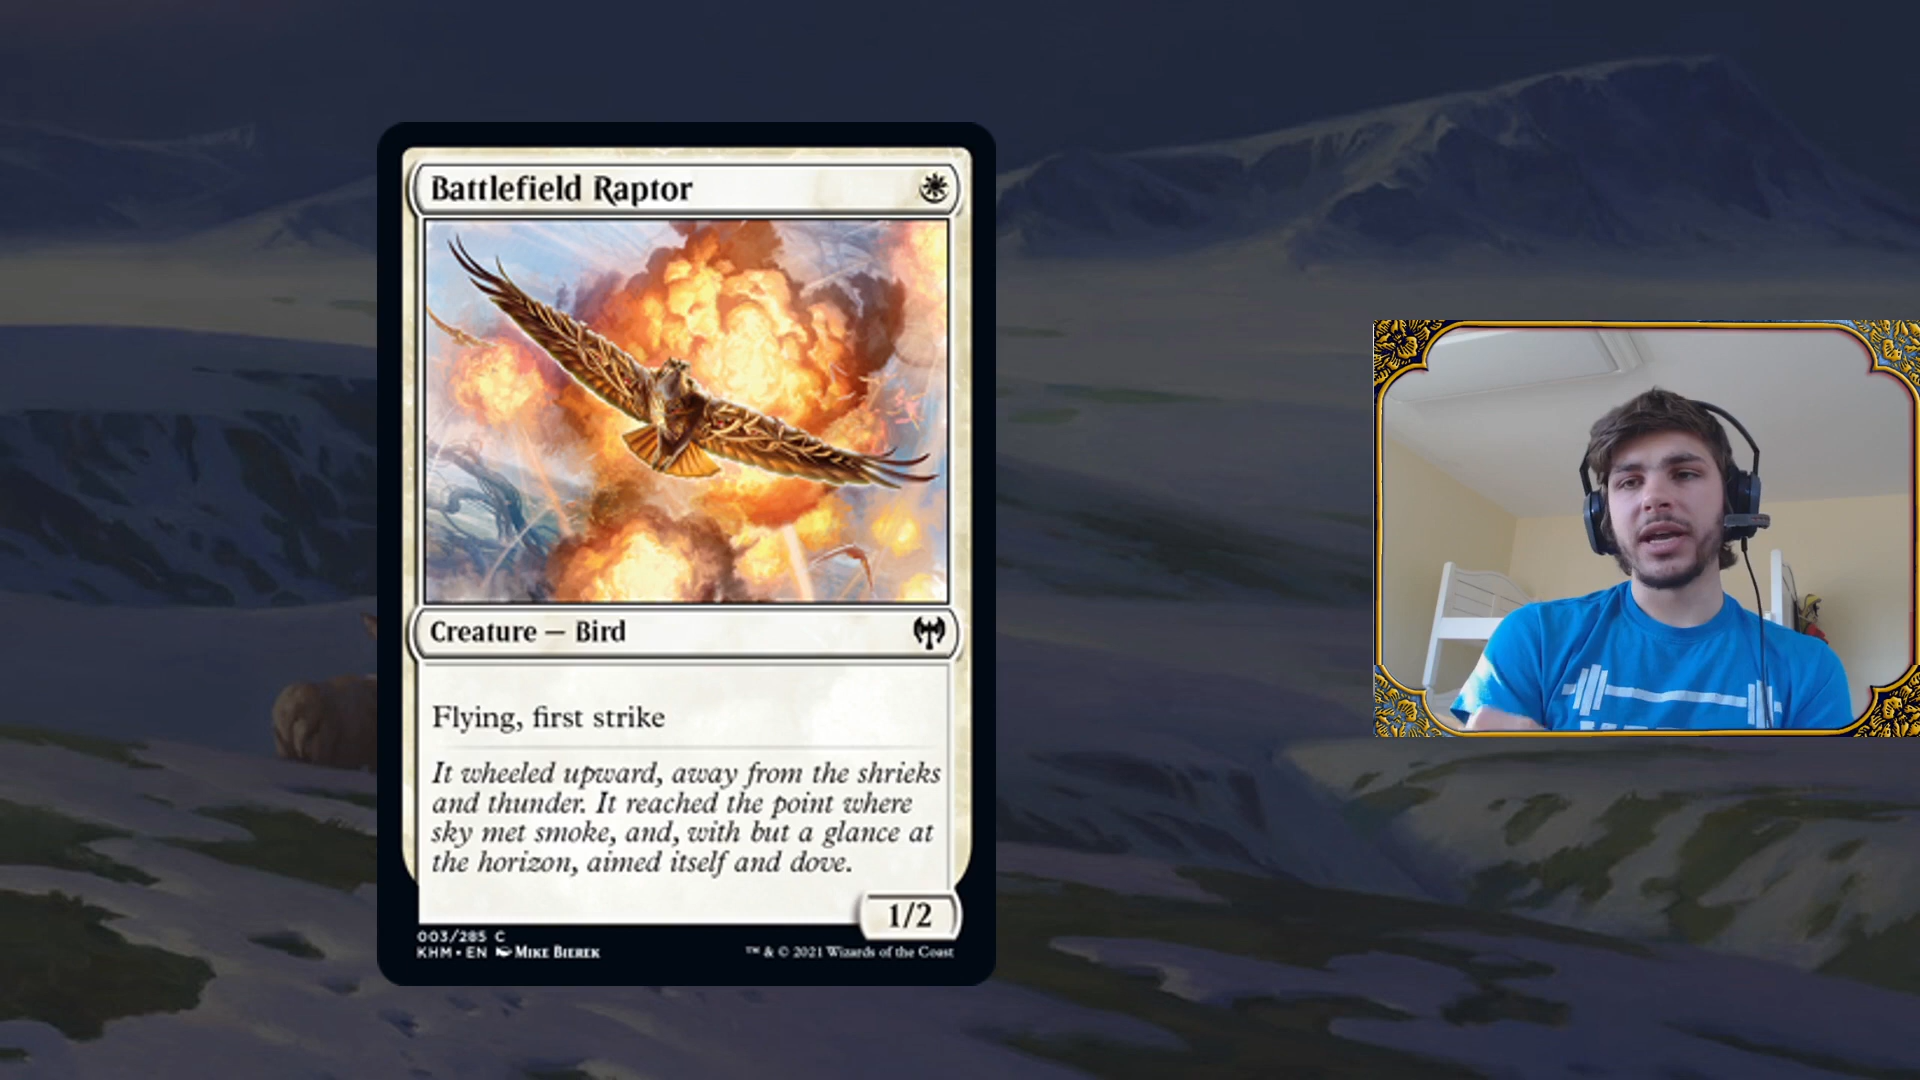 Battlefield Raptor
Creature — Bird
Flying, first strike
It wheeled upward, away from the shrieks
and thunder. It reached the point where
sky met smoke, and, with but a glance at
the horizon, aimed itself and dove.
1/2
003/285 C
KHM • EN Mike Bierek
™ & © 2021 Wizards of the Coast